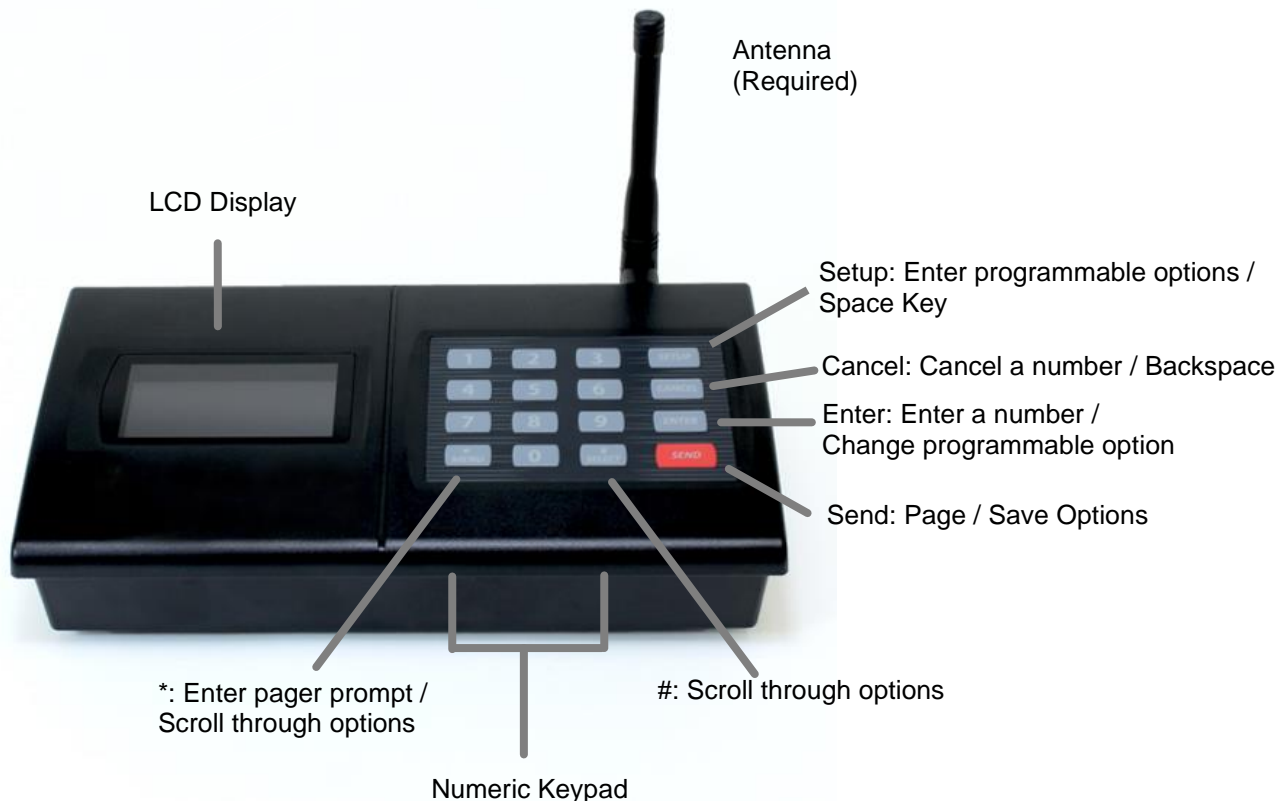 Antenna
(Required)
LCD Display
Setup: Enter programmable options /
Space Key
Cancel: Cancel a number / Backspace
Enter: Enter a number /
Change programmable option
Send: Page / Save Options
1 2 3 SETUP
4 5 6 CANCEL
7 8 9 ENTER
* MENU 0 # SELECT SEND
*: Enter pager prompt /
Scroll through options
#: Scroll through options
Numeric Keypad